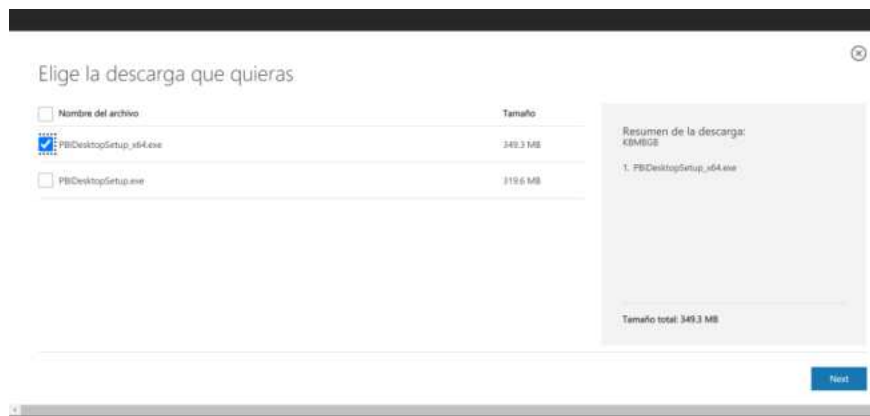 Elige la descarga que quieras
Nombre del archivo Tamaño
PBIDesktopSetup_x64.exe 349.3 MB
PBIDesktopSetup.exe 319.6 MB
Resumen de la descarga:
KBMBGB
1. PBIDesktopSetup_x64.exe
Tamaño total: 349.3 MB
Next